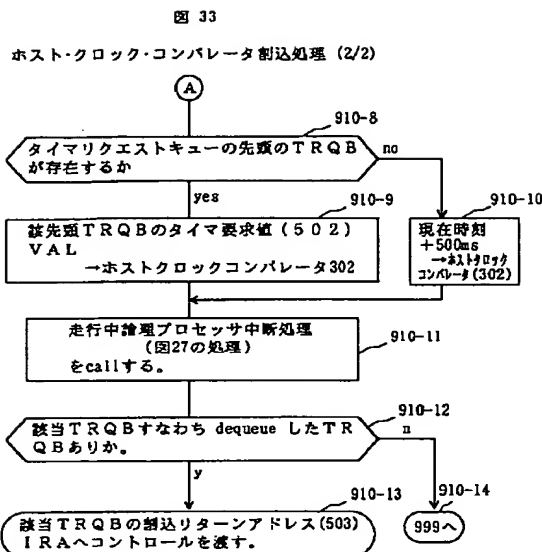 図 33
ホスト・クロック・コンパレータ割込処理 (2/2)
A
910-8
タイマリクエストキューの先頭のTRQB
が存在するか
no
yes
910-9
該先頭TRQBのタイマ要求値(502)
VAL
→ホストクロックコンパレータ302
910-10
現在時刻
+500ms
→ホストクロック
コンパレータ(302)
910-11
走行中論理プロセッサ中断処理
(図27の処理)
をcallする。
910-12
該当TRQBすなわち dequeue したTR
QBありか。
n
y
910-13
該当TRQBの割込リターンアドレス(503)
IRAへコントロールを渡す。
910-14
999へ